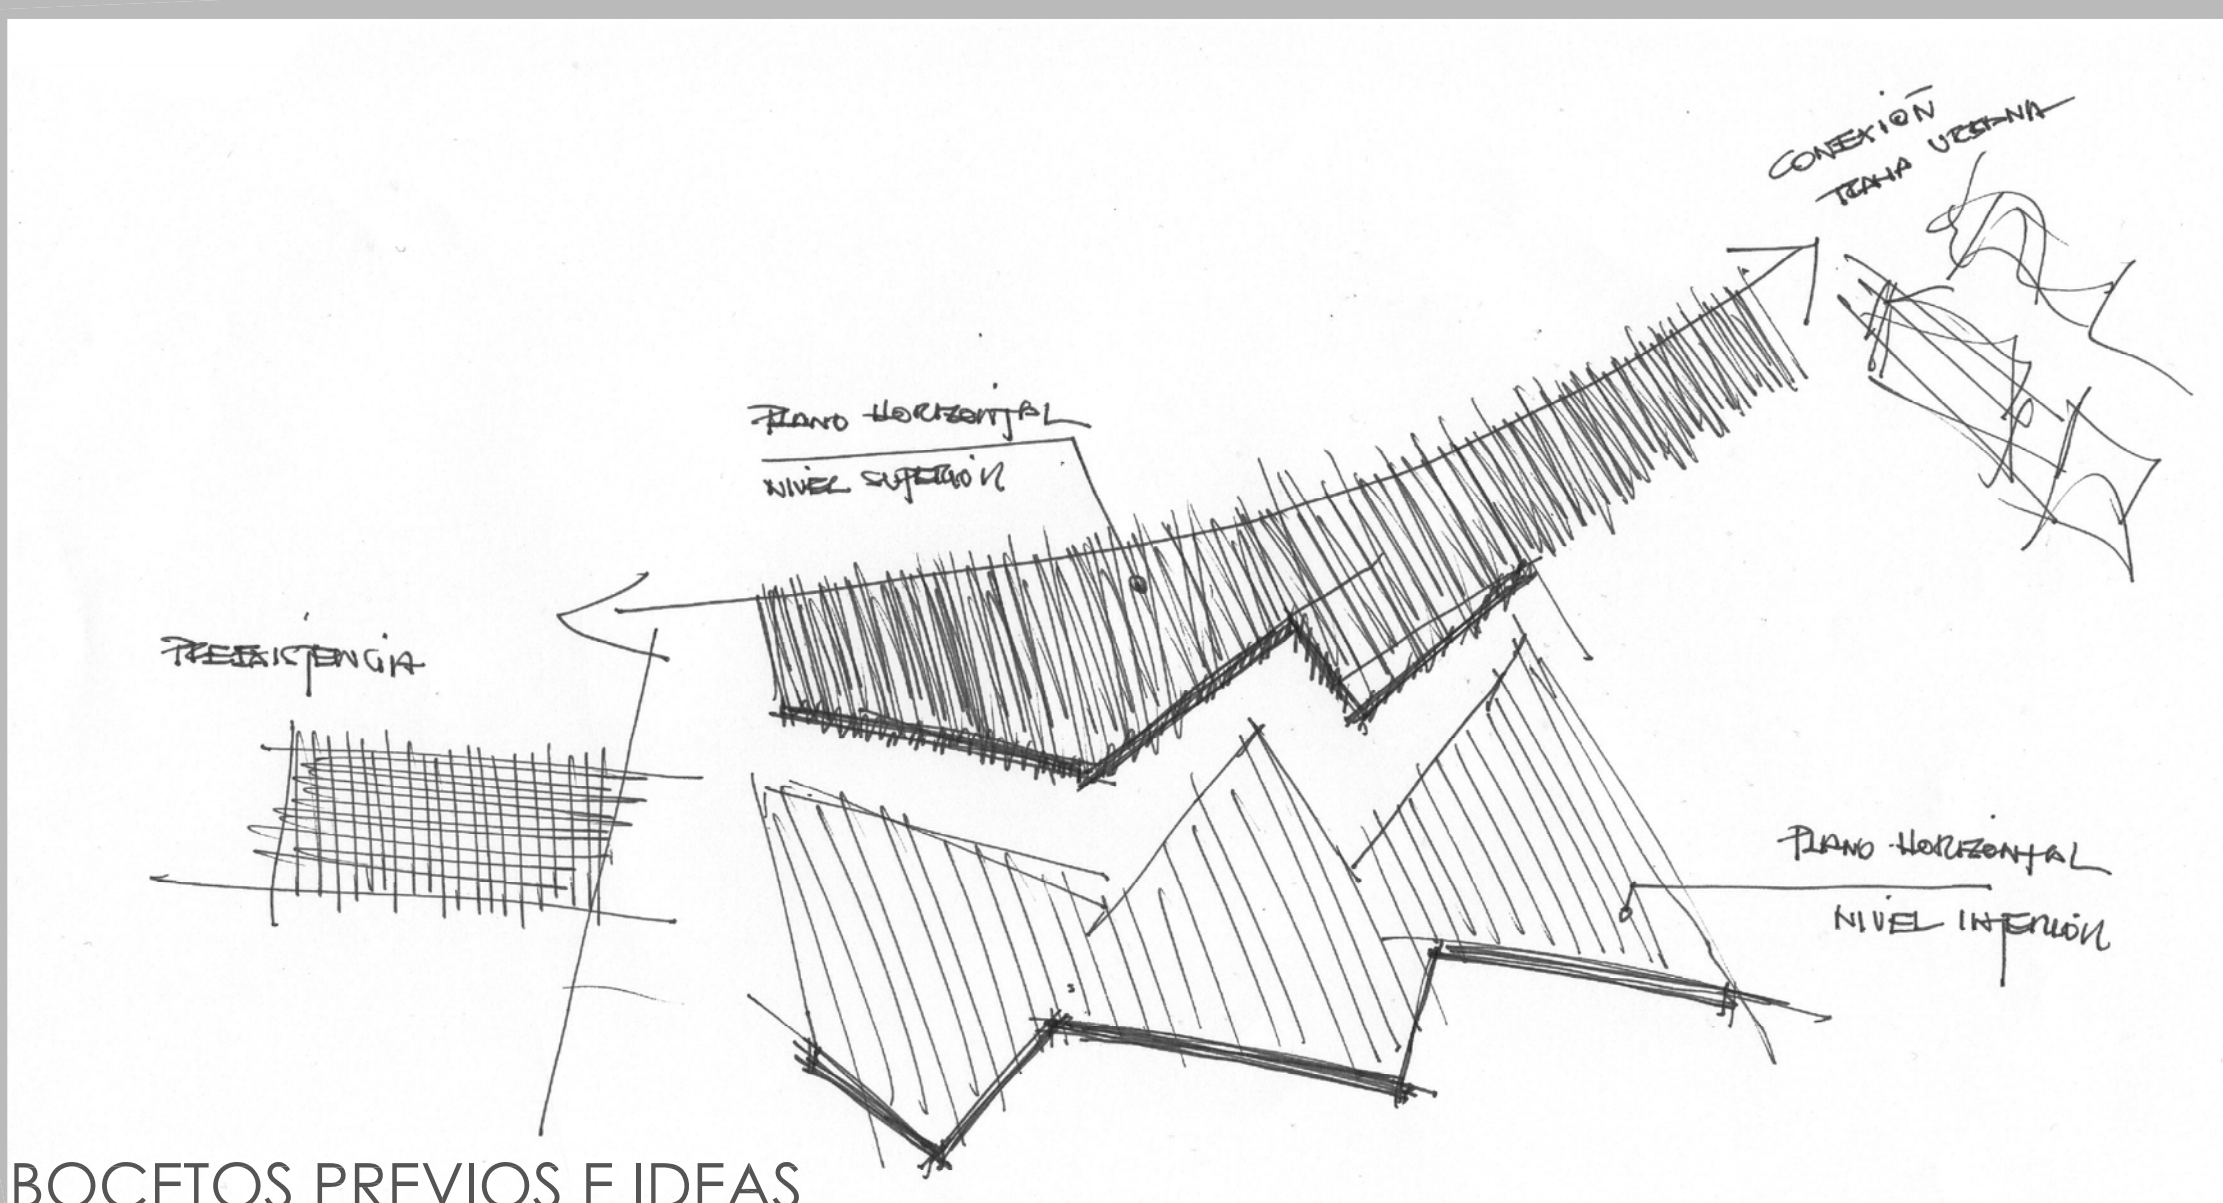 CONEXIÓN
TRAMA URBANA
PLANO HORIZONTAL
NIVEL SUPERIOR
PREEXISTENCIA
PLANO HORIZONTAL
NIVEL INFERIOR
BOCETOS PREVIOS E IDEAS